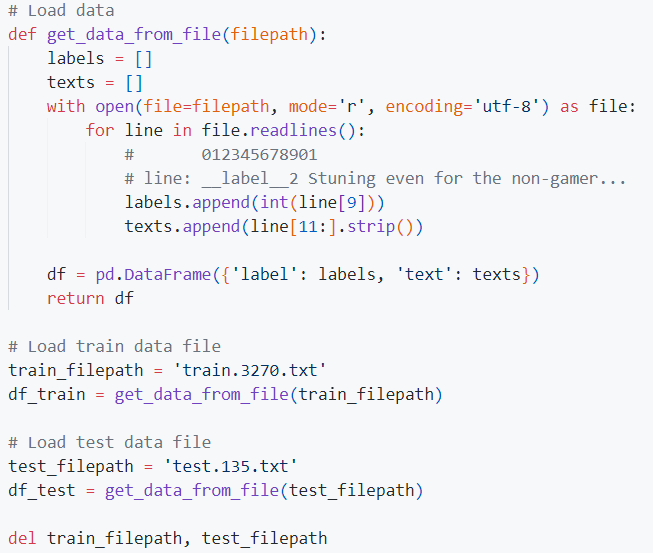 # Load data
def get_data_from_file(filepath):
    labels = []
    texts = []
    with open(file=filepath, mode='r', encoding='utf-8') as file:
        for line in file.readlines():
            #       012345678901
            # line: __label__2 Stuning even for the non-gamer...
            labels.append(int(line[9]))
            texts.append(line[11:].strip())

    df = pd.DataFrame({'label': labels, 'text': texts})
    return df

# Load train data file
train_filepath = 'train.3270.txt'
df_train = get_data_from_file(train_filepath)

# Load test data file
test_filepath = 'test.135.txt'
df_test = get_data_from_file(test_filepath)

del train_filepath, test_filepath